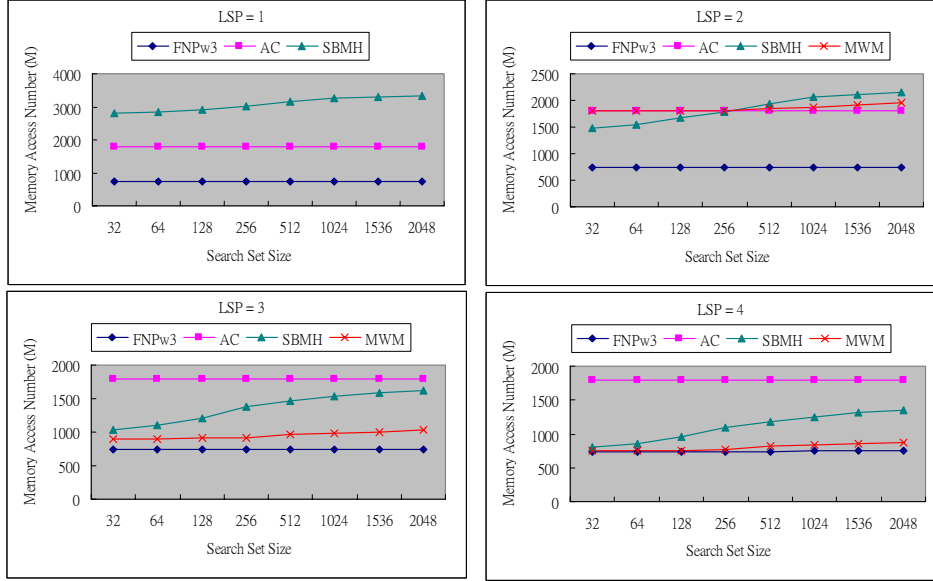 LSP = 1
FNPw3 AC SBMH
Memory Access Number (M)
4000
3000
2000
1000
0
32 64 128 256 512 1024 1536 2048
Search Set Size
LSP = 2
FNPw3 AC SBMH MWM
Memory Access Number (M)
2500
2000
1500
1000
500
0
32 64 128 256 512 1024 1536 2048
Search Set Size
LSP = 3
FNPw3 AC SBMH MWM
Memory Access Number (M)
2000
1500
1000
500
0
32 64 128 256 512 1024 1536 2048
Search Set Size
LSP = 4
FNPw3 AC SBMH MWM
Memory Access Number (M)
2000
1500
1000
500
0
32 64 128 256 512 1024 1536 2048
Search Set Size